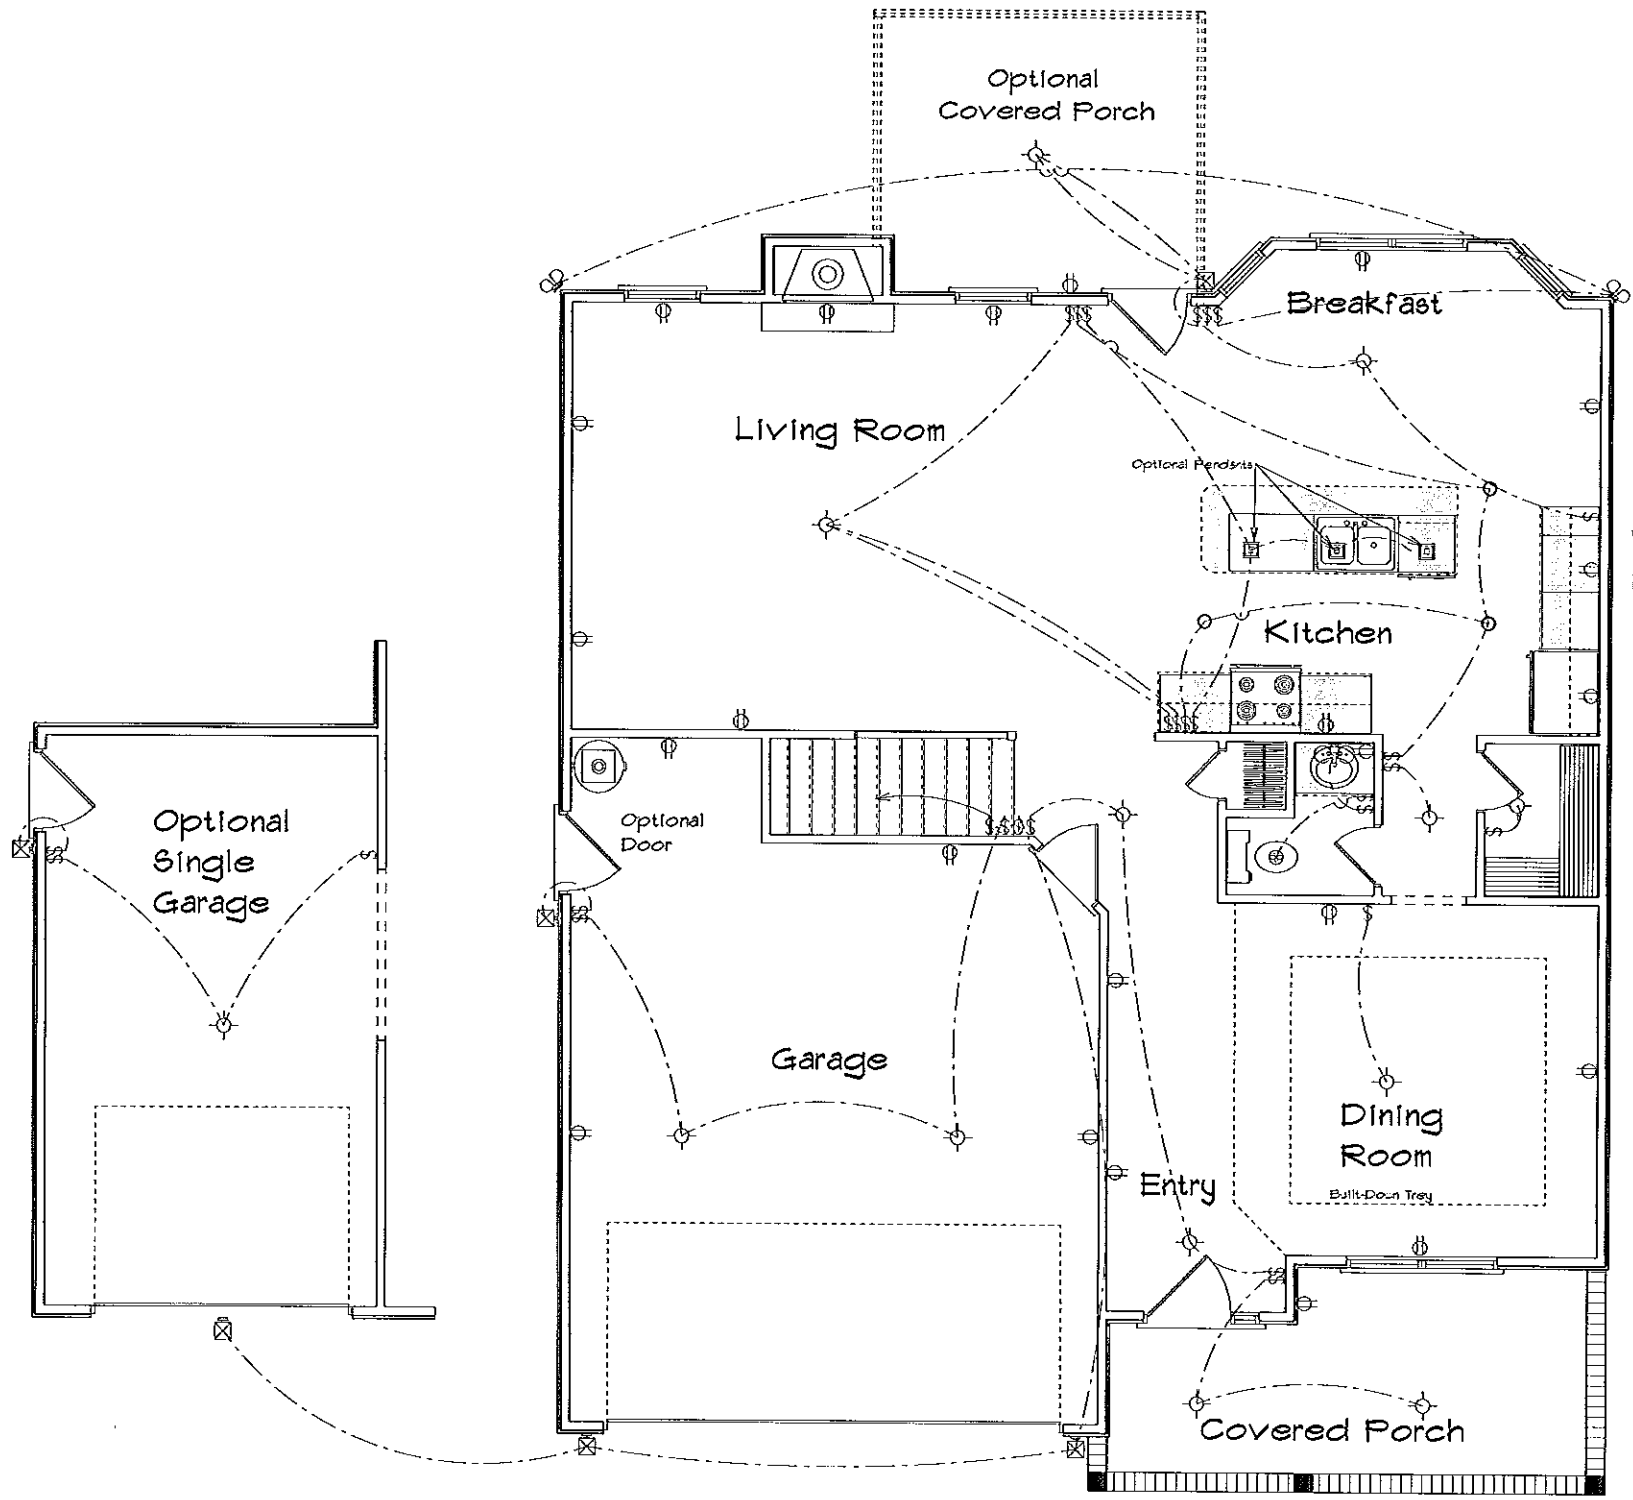 Optional
Covered Porch
Breakfast
Living Room
Optional Pendants
Kitchen
Optional
Single
Garage
Optional
Door
Garage
Dining
Room
Built-Down Tray
Entry
Covered Porch